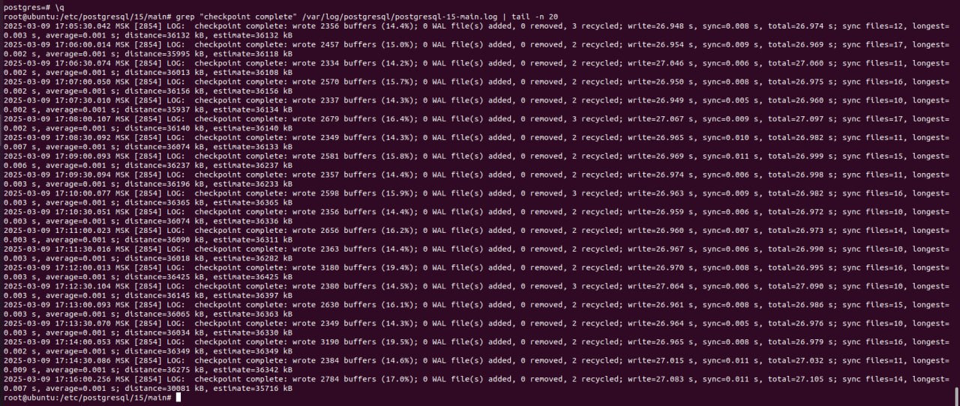 postgres=# \q
root@ubuntu:/etc/postgresql/15/main# grep "checkpoint complete" /var/log/postgresql/postgresql-15-main.log | tail -n 20
2025-03-09 17:05:30.042 MSK [2854] LOG:  checkpoint complete: wrote 2356 buffers (14.4%); 0 WAL file(s) added, 0 removed, 3 recycled; write=26.948 s, sync=0.008 s, total=26.974 s; sync files=12, longest=
0.003 s, average=0.001 s; distance=36132 kB, estimate=36132 kB
2025-03-09 17:06:00.014 MSK [2854] LOG:  checkpoint complete: wrote 2457 buffers (15.0%); 0 WAL file(s) added, 0 removed, 2 recycled; write=26.954 s, sync=0.009 s, total=26.969 s; sync files=17, longest=
0.002 s, average=0.001 s; distance=35995 kB, estimate=36118 kB
2025-03-09 17:06:30.074 MSK [2854] LOG:  checkpoint complete: wrote 2334 buffers (14.2%); 0 WAL file(s) added, 0 removed, 2 recycled; write=27.046 s, sync=0.006 s, total=27.060 s; sync files=11, longest=
0.002 s, average=0.001 s; distance=36013 kB, estimate=36108 kB
2025-03-09 17:07:00.050 MSK [2854] LOG:  checkpoint complete: wrote 2570 buffers (15.7%); 0 WAL file(s) added, 0 removed, 2 recycled; write=26.950 s, sync=0.008 s, total=26.975 s; sync files=16, longest=
0.002 s, average=0.001 s; distance=36156 kB, estimate=36156 kB
2025-03-09 17:07:30.010 MSK [2854] LOG:  checkpoint complete: wrote 2337 buffers (14.3%); 0 WAL file(s) added, 0 removed, 2 recycled; write=26.949 s, sync=0.005 s, total=26.960 s; sync files=10, longest=
0.002 s, average=0.001 s; distance=35937 kB, estimate=36134 kB
2025-03-09 17:08:00.107 MSK [2854] LOG:  checkpoint complete: wrote 2679 buffers (16.4%); 0 WAL file(s) added, 0 removed, 3 recycled; write=27.067 s, sync=0.009 s, total=27.097 s; sync files=17, longest=
0.002 s, average=0.001 s; distance=36140 kB, estimate=36140 kB
2025-03-09 17:08:30.092 MSK [2854] LOG:  checkpoint complete: wrote 2349 buffers (14.3%); 0 WAL file(s) added, 0 removed, 2 recycled; write=26.965 s, sync=0.010 s, total=26.982 s; sync files=11, longest=
0.007 s, average=0.001 s; distance=36074 kB, estimate=36133 kB
2025-03-09 17:09:00.093 MSK [2854] LOG:  checkpoint complete: wrote 2581 buffers (15.8%); 0 WAL file(s) added, 0 removed, 2 recycled; write=26.969 s, sync=0.011 s, total=26.999 s; sync files=15, longest=
0.006 s, average=0.001 s; distance=36237 kB, estimate=36237 kB
2025-03-09 17:09:30.094 MSK [2854] LOG:  checkpoint complete: wrote 2357 buffers (14.4%); 0 WAL file(s) added, 0 removed, 2 recycled; write=26.974 s, sync=0.006 s, total=26.998 s; sync files=11, longest=
0.003 s, average=0.001 s; distance=36196 kB, estimate=36233 kB
2025-03-09 17:10:00.077 MSK [2854] LOG:  checkpoint complete: wrote 2598 buffers (15.9%); 0 WAL file(s) added, 0 removed, 3 recycled; write=26.963 s, sync=0.009 s, total=26.982 s; sync files=16, longest=
0.003 s, average=0.001 s; distance=36365 kB, estimate=36365 kB
2025-03-09 17:10:30.051 MSK [2854] LOG:  checkpoint complete: wrote 2356 buffers (14.4%); 0 WAL file(s) added, 0 removed, 2 recycled; write=26.959 s, sync=0.006 s, total=26.972 s; sync files=10, longest=
0.003 s, average=0.001 s; distance=36074 kB, estimate=36336 kB
2025-03-09 17:11:00.023 MSK [2854] LOG:  checkpoint complete: wrote 2656 buffers (16.2%); 0 WAL file(s) added, 0 removed, 2 recycled; write=26.960 s, sync=0.007 s, total=26.973 s; sync files=14, longest=
0.003 s, average=0.001 s; distance=36090 kB, estimate=36311 kB
2025-03-09 17:11:30.016 MSK [2854] LOG:  checkpoint complete: wrote 2363 buffers (14.4%); 0 WAL file(s) added, 0 removed, 2 recycled; write=26.967 s, sync=0.006 s, total=26.990 s; sync files=10, longest=
0.003 s, average=0.001 s; distance=36018 kB, estimate=36282 kB
2025-03-09 17:12:00.013 MSK [2854] LOG:  checkpoint complete: wrote 3180 buffers (19.4%); 0 WAL file(s) added, 0 removed, 2 recycled; write=26.970 s, sync=0.008 s, total=26.995 s; sync files=16, longest=
0.003 s, average=0.001 s; distance=36425 kB, estimate=36425 kB
2025-03-09 17:12:30.104 MSK [2854] LOG:  checkpoint complete: wrote 2380 buffers (14.5%); 0 WAL file(s) added, 0 removed, 3 recycled; write=27.064 s, sync=0.006 s, total=27.090 s; sync files=10, longest=
0.003 s, average=0.001 s; distance=36145 kB, estimate=36397 kB
2025-03-09 17:13:00.093 MSK [2854] LOG:  checkpoint complete: wrote 2630 buffers (16.1%); 0 WAL file(s) added, 0 removed, 2 recycled; write=26.961 s, sync=0.008 s, total=26.986 s; sync files=15, longest=
0.003 s, average=0.001 s; distance=36065 kB, estimate=36363 kB
2025-03-09 17:13:30.070 MSK [2854] LOG:  checkpoint complete: wrote 2349 buffers (14.3%); 0 WAL file(s) added, 0 removed, 2 recycled; write=26.964 s, sync=0.005 s, total=26.976 s; sync files=10, longest=
0.003 s, average=0.001 s; distance=36034 kB, estimate=36330 kB
2025-03-09 17:14:00.053 MSK [2854] LOG:  checkpoint complete: wrote 3190 buffers (19.5%); 0 WAL file(s) added, 0 removed, 2 recycled; write=26.965 s, sync=0.008 s, total=26.979 s; sync files=16, longest=
0.002 s, average=0.001 s; distance=36349 kB, estimate=36349 kB
2025-03-09 17:14:30.086 MSK [2854] LOG:  checkpoint complete: wrote 2384 buffers (14.6%); 0 WAL file(s) added, 0 removed, 2 recycled; write=27.015 s, sync=0.011 s, total=27.032 s; sync files=11, longest=
0.009 s, average=0.001 s; distance=36275 kB, estimate=36342 kB
2025-03-09 17:16:00.256 MSK [2854] LOG:  checkpoint complete: wrote 2784 buffers (17.0%); 0 WAL file(s) added, 0 removed, 2 recycled; write=27.083 s, sync=0.011 s, total=27.105 s; sync files=14, longest=
0.007 s, average=0.001 s; distance=30081 kB, estimate=35716 kB
root@ubuntu:/etc/postgresql/15/main#